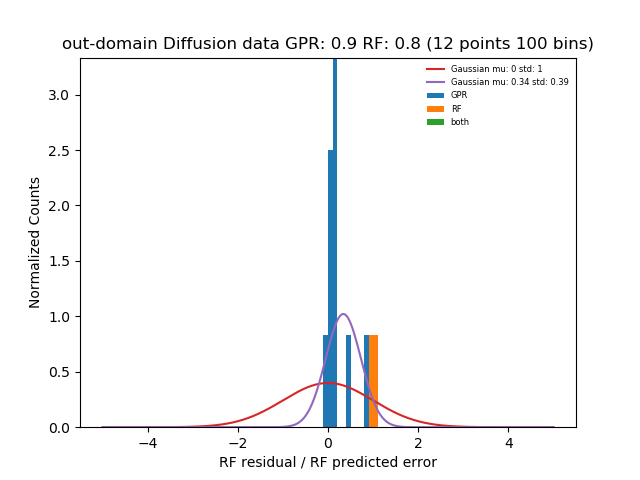 out-domain Diffusion data GPR: 0.9 RF: 0.8 (12 points 100 bins)
Gaussian mu: 0 std: 1
Gaussian mu: 0.34 std: 0.39
GPR
RF
both
3.0
2.5
2.0
1.5
1.0
0.5
0.0
Normalized Counts
−4 −2 0 2 4
RF residual / RF predicted error